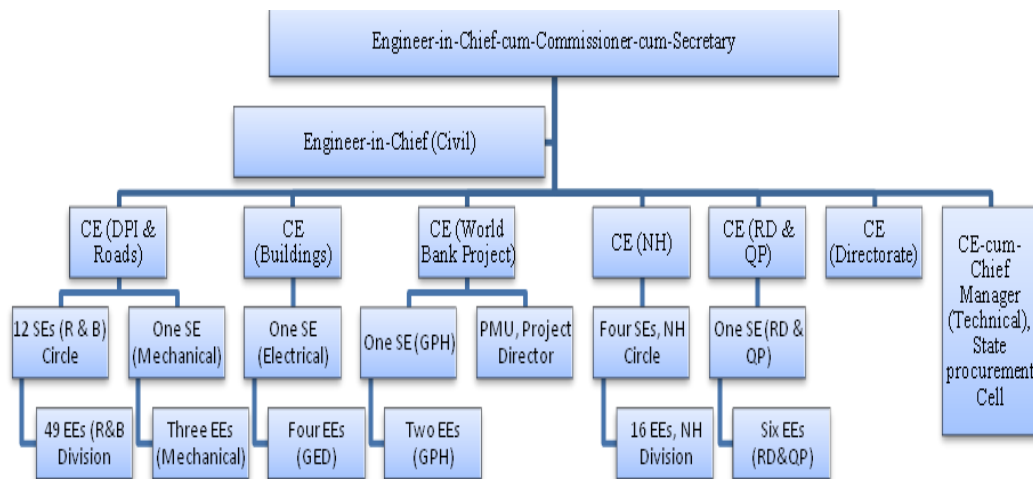 Engineer-in-Chief-cum-Commissioner-cum-Secretary
Engineer-in-Chief (Civil)
CE (DPI &
Roads)
CE
(Buildings)
CE (World
Bank Project)
CE (NH)
CE (RD &
QP)
CE
(Directorate)
CE-cum-
Chief
Manager
(Technical),
State
procurement
Cell
12 SEs (R & B)
Circle
One SE
(Mechanical)
One SE
(Electrical)
One SE (GPH)
PMU, Project
Director
Four SEs, NH
Circle
One SE (RD &
QP)
49 EEs (R&B
Division
Three EEs
(Mechanical)
Four EEs
(GED)
Two EEs
(GPH)
16 EEs, NH
Division
Six EEs
(RD&QP)